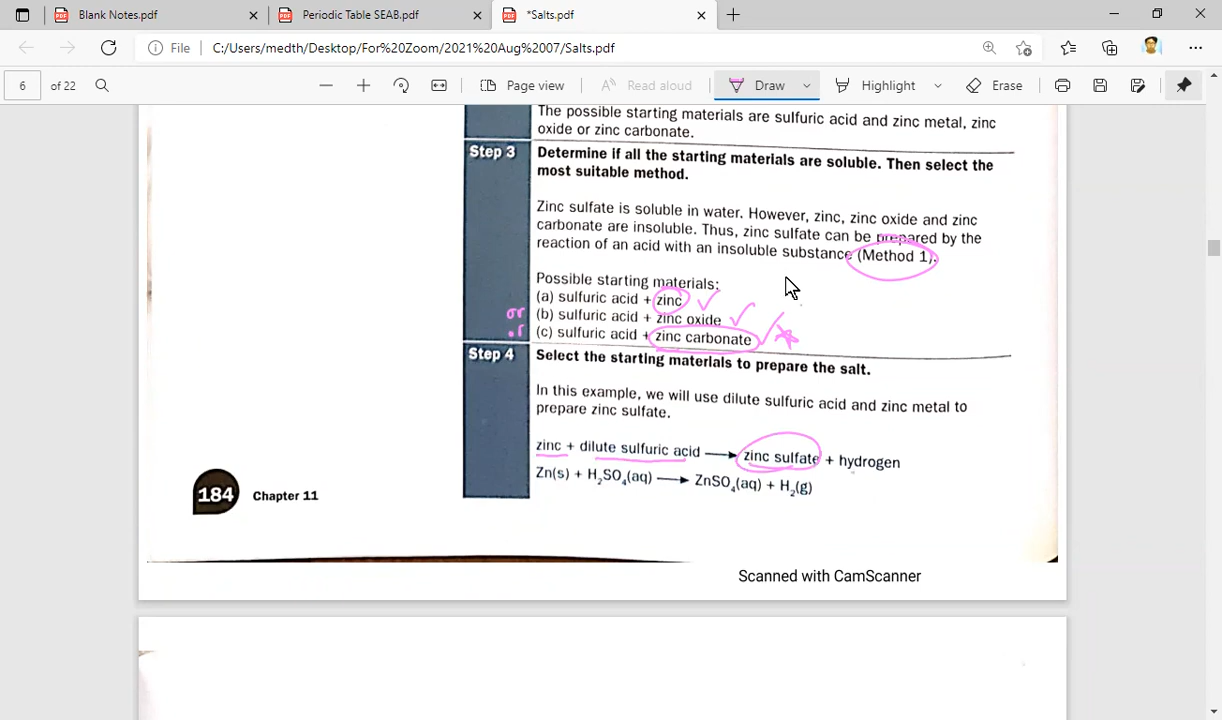 Blank Notes.pdf
Periodic Table SEAB.pdf
*Salts.pdf
File C:/Users/medth/Desktop/For%20Zoom/2021%20Aug%2007/Salts.pdf
6 of 22 Page view Read aloud Draw Highlight Erase
The possible starting materials are sulfuric acid and zinc metal, zinc
oxide or zinc carbonate.
Step 3 Determine if all the starting materials are soluble. Then select the
most suitable method.
Zinc sulfate is soluble in water. However, zinc, zinc oxide and zinc
carbonate are insoluble. Thus, zinc sulfate can be prepared by the
reaction of an acid with an insoluble substance (Method 1).
Possible starting materials:
(a) sulfuric acid + zinc
or (b) sulfuric acid + zinc oxide
or (c) sulfuric acid + zinc carbonate
Step 4 Select the starting materials to prepare the salt.
In this example, we will use dilute sulfuric acid and zinc metal to
prepare zinc sulfate.
zinc + dilute sulfuric acid → zinc sulfate + hydrogen
Zn(s) + H₂SO₄(aq) → ZnSO₄(aq) + H₂(g)
184 Chapter 11
Scanned with CamScanner